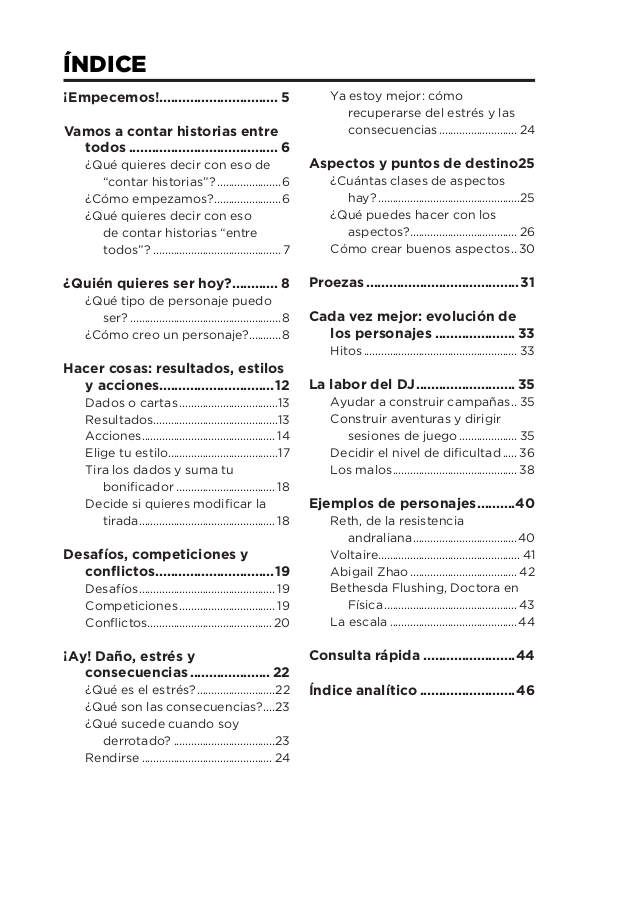 ÍNDICE
¡Empecemos!............................... 5
Vamos a contar historias entre
todos ....................................... 6
¿Qué quieres decir con eso de
“contar historias”? ...................... 6
¿Cómo empezamos?....................... 6
¿Qué quieres decir con eso
de contar historias “entre
todos”? ............................................ 7
¿Quién quieres ser hoy?............ 8
¿Qué tipo de personaje puedo
ser? .................................................... 8
¿Cómo creo un personaje?........... 8
Hacer cosas: resultados, estilos
y acciones.............................. 12
Dados o cartas.................................. 13
Resultados........................................... 13
Acciones.............................................. 14
Elige tu estilo...................................... 17
Tira los dados y suma tu
bonificador .................................. 18
Decide si quieres modificar la
tirada............................................... 18
Desafíos, competiciones y
conflictos............................... 19
Desafíos............................................... 19
Competiciones................................. 19
Conflictos........................................... 20
¡Ay! Daño, estrés y
consecuencias ..................... 22
¿Qué es el estrés?........................... 22
¿Qué son las consecuencias?.... 23
¿Qué sucede cuando soy
derrotado? ................................... 23
Rendirse ............................................. 24
Ya estoy mejor: cómo
recuperarse del estrés y las
consecuencias ........................... 24
Aspectos y puntos de destino25
¿Cuántas clases de aspectos
hay?................................................. 25
¿Qué puedes hacer con los
aspectos?..................................... 26
Cómo crear buenos aspectos.. 30
Proezas ........................................ 31
Cada vez mejor: evolución de
los personajes ..................... 33
Hitos ..................................................... 33
La labor del DJ.......................... 35
Ayudar a construir campañas.. 35
Construir aventuras y dirigir
sesiones de juego .................... 35
Decidir el nivel de dificultad ..... 36
Los malos........................................... 38
Ejemplos de personajes.......... 40
Reth, de la resistencia
andraliana.................................... 40
Voltaire................................................. 41
Abigail Zhao ..................................... 42
Bethesda Flushing, Doctora en
Física.............................................. 43
La escala ............................................ 44
Consulta rápida ........................ 44
Índice analítico ......................... 46